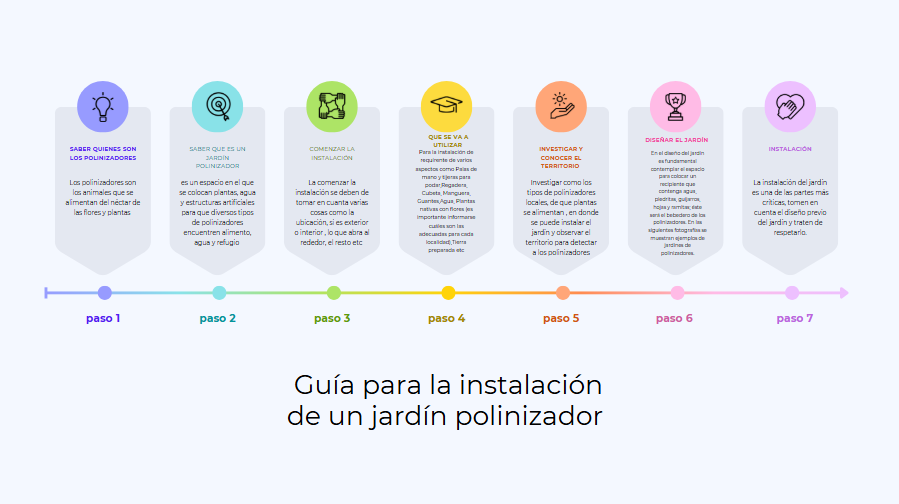 SABER QUIENES SON
LOS POLINIZADORES
Los polinizadores son
los animales que se
alimentan del néctar de
las flores y plantas
SABER QUE ES UN
JARDÍN
POLINIZADOR
es un espacio en el que
se colocan plantas, agua
y estructuras artificiales
para que diversos tipos
de polinizadores
encuentren alimento,
agua y refugio
COMENZAR LA
INSTALACIÓN
La comenzar la
instalación se deben de
tomar en cuanta varias
cosas como la
ubicación, si es exterior
o interior , lo que abra al
rededor, el resto etc
QUE SE VA A
UTILIZAR
Para la instalación de
requirente de varios
aspectos como Palas de
mano y tijeras para
podar,Regadera,
Cubeta, Manguera,
Guantes,Agua, Plantas
nativas con flores (es
importante informarse
cuáles son las
adecuadas para cada
localidad),Tierra
preparada etc
INVESTIGAR Y
CONOCER EL
TERRITORIO
Investigar como los
tipos de polinizadores
locales, de que plantas
se alimentan , en donde
se puede instalar el
jardín y observar el
territorio para detectar
a los polinizadores
DISEÑAR EL JARDÍN
En el diseño del jardín
es fundamental
contemplar el espacio
para colocar un
recipiente que
contenga agua,
piedritas, guijarros,
hojas y ramitas; éste
será el bebedero de los
polinizadores. En las
siguientes fotografías se
muestran ejemplos de
jardines de
polinizadores.
INSTALACIÓN
La instalación del jardín
es una de las partes más
críticas, tomen en
cuenta el diseño previo
del jardín y traten de
respetarlo.
paso 1
paso 2
paso 3
paso 4
paso 5
paso 6
paso 7
Guía para la instalación
de un jardín polinizador